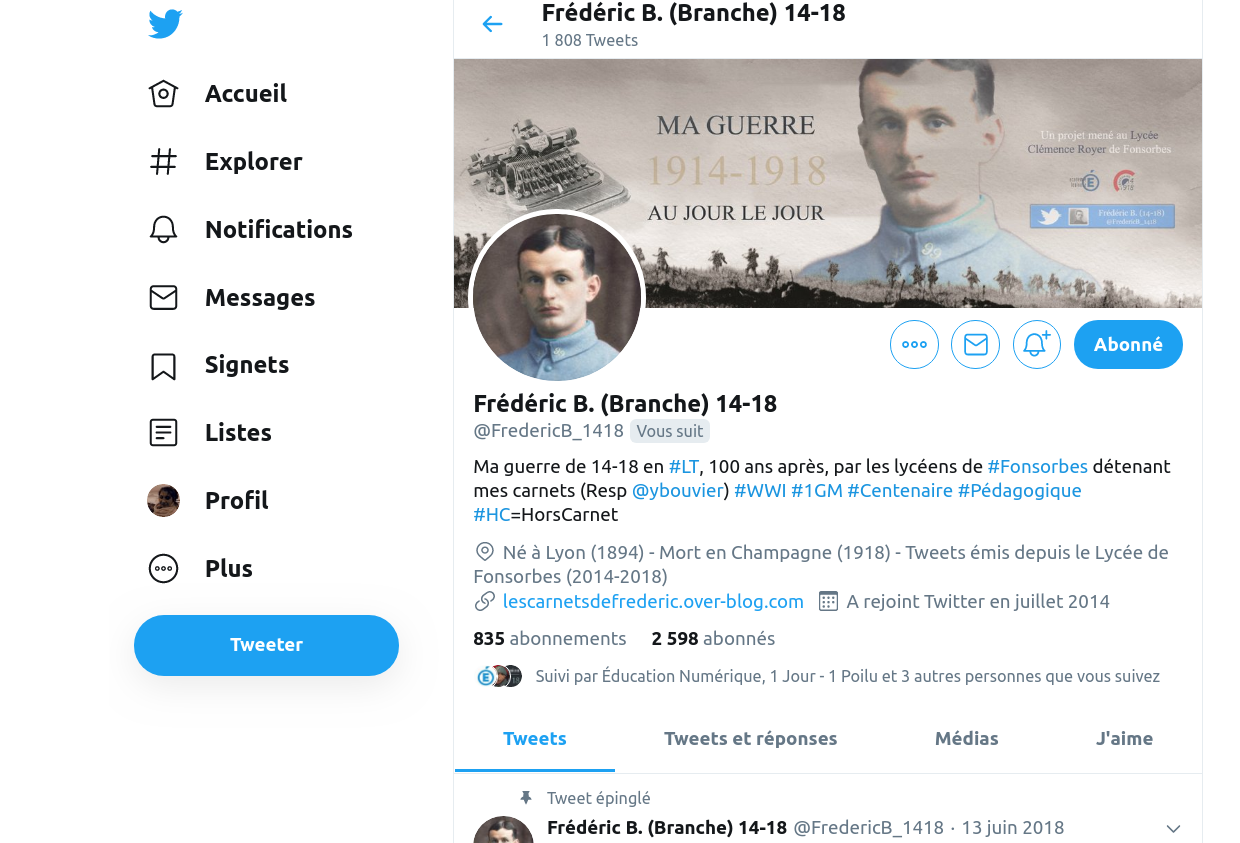 Frédéric B. (Branche) 14-18
1 808 Tweets
Accueil
Explorer
Notifications
Messages
Signets
Listes
Profil
Plus
Tweeter
MA GUERRE
1914-1918
AU JOUR LE JOUR
Un projet mené au Lycée
Clémence Royer de Fonsorbes
Frédéric B. (14-18)
@FredericB_1418
Abonné
Frédéric B. (Branche) 14-18
@FredericB_1418 Vous suit
Ma guerre de 14-18 en #LT, 100 ans après, par les lycéens de #Fonsorbes détenant
mes carnets (Resp @ybouvier) #WWI #1GM #Centenaire #Pédagogique
#HC=HorsCarnet
Né à Lyon (1894) - Mort en Champagne (1918) - Tweets émis depuis le Lycée de
Fonsorbes (2014-2018)
lescarnetsdefrederic.over-blog.com A rejoint Twitter en juillet 2014
835 abonnements 2 598 abonnés
Suivi par Éducation Numérique, 1 Jour - 1 Poilu et 3 autres personnes que vous suivez
Tweets Tweets et réponses Médias J'aime
Tweet épinglé
Frédéric B. (Branche) 14-18 @FredericB_1418 · 13 juin 2018